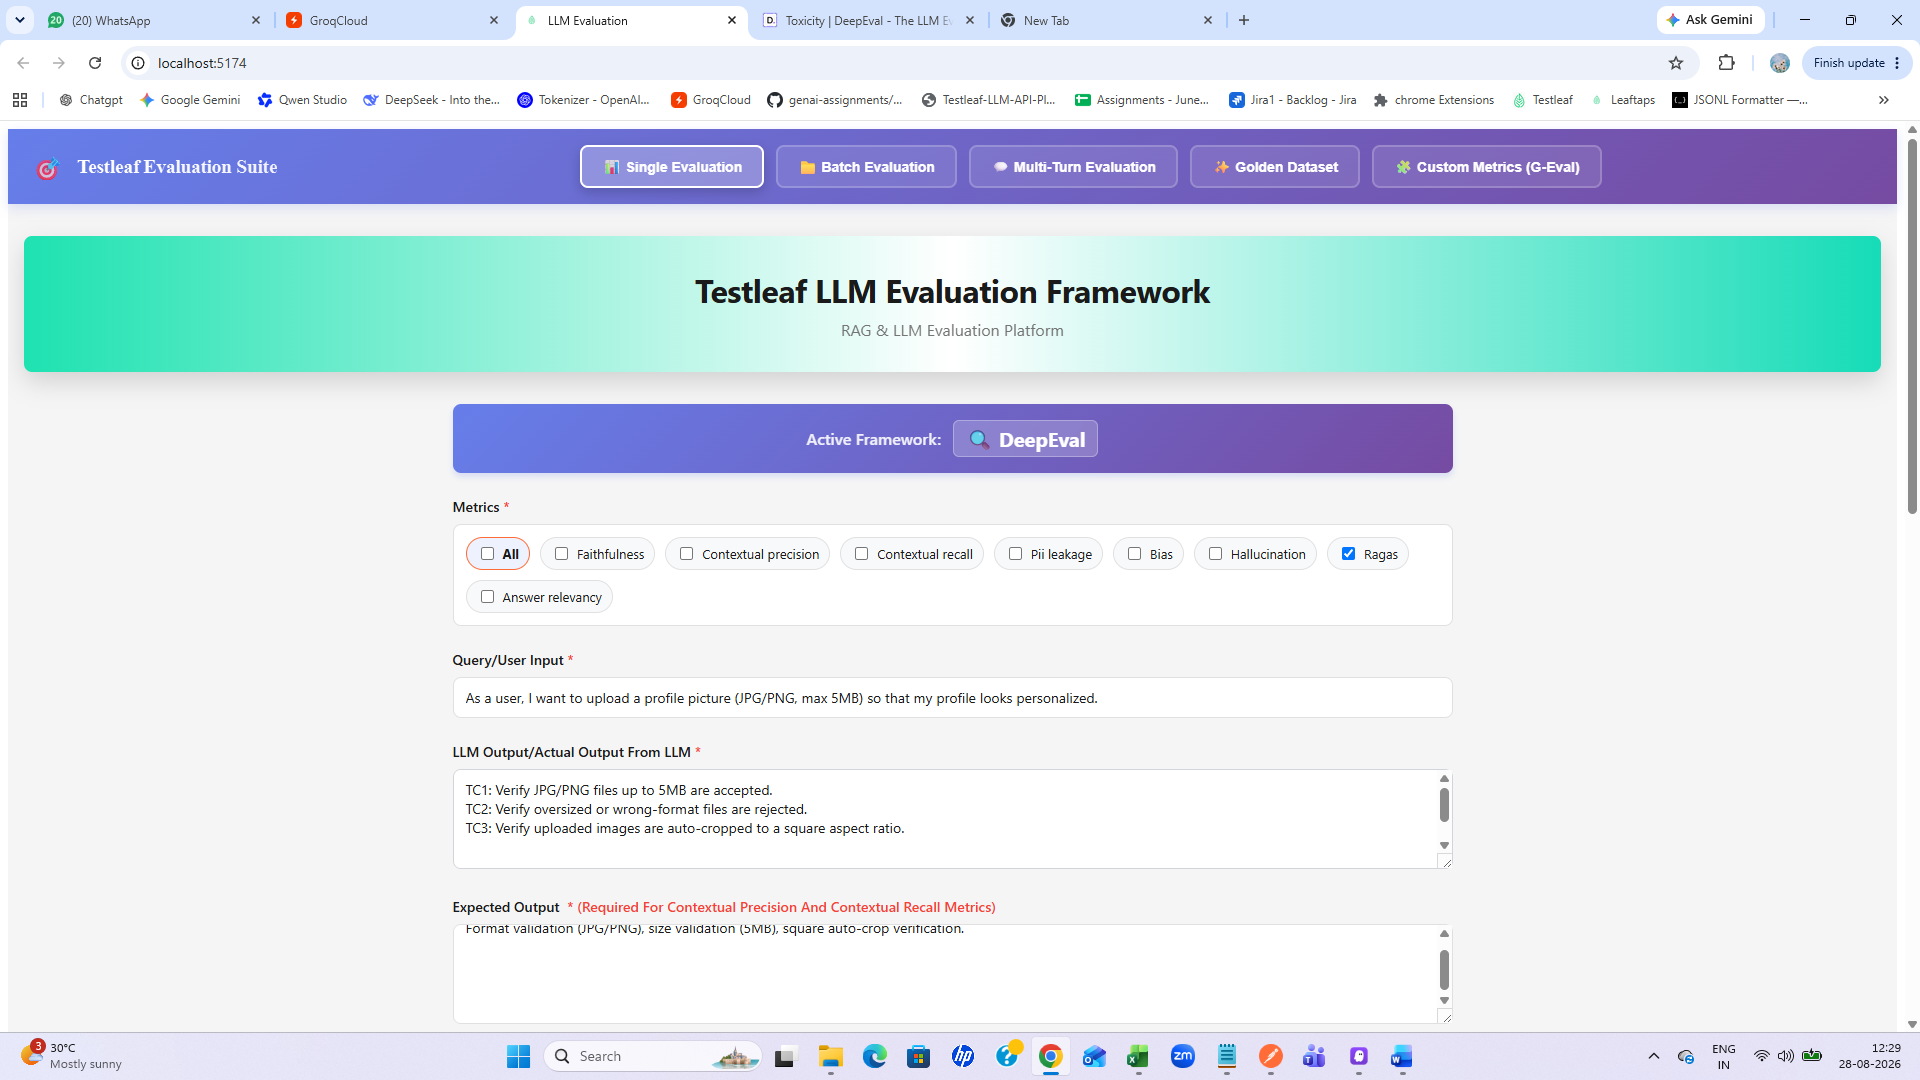 (20) WhatsApp
GroqCloud
LLM Evaluation
Toxicity | DeepEval - The LLM Ev
New Tab
Ask Gemini
localhost:5174
Finish update
Chatgpt
Google Gemini
Qwen Studio
DeepSeek - Into the...
Tokenizer - OpenAI...
GroqCloud
genai-assignments/...
Testleaf-LLM-API-Pl...
Assignments - June...
Jira1 - Backlog - Jira
chrome Extensions
Testleaf
Leaftaps
JSONL Formatter —...
Testleaf Evaluation Suite
Single Evaluation
Batch Evaluation
Multi-Turn Evaluation
Golden Dataset
Custom Metrics (G-Eval)
Testleaf LLM Evaluation Framework
RAG & LLM Evaluation Platform
Active Framework: DeepEval
Metrics *
All
Faithfulness
Contextual precision
Contextual recall
Pii leakage
Bias
Hallucination
Ragas
Answer relevancy
Query/User Input *
As a user, I want to upload a profile picture (JPG/PNG, max 5MB) so that my profile looks personalized.
LLM Output/Actual Output From LLM *
TC1: Verify JPG/PNG files up to 5MB are accepted.
TC2: Verify oversized or wrong-format files are rejected.
TC3: Verify uploaded images are auto-cropped to a square aspect ratio.
Expected Output * (Required For Contextual Precision And Contextual Recall Metrics)
Format validation (JPG/PNG), size validation (5MB), square auto-crop verification.
3
30°C
Mostly sunny
Search
ENG
IN
12:29
28-08-2026